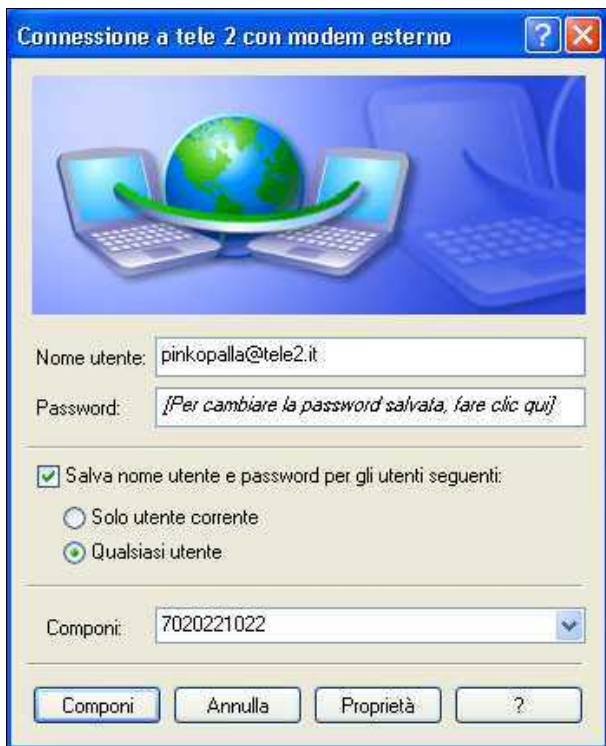 Connessione a tele 2 con modem esterno
Nome utente: pinkopalla@tele2.it
Password: [Per cambiare la password salvata, fare clic qui]
Salva nome utente e password per gli utenti seguenti:
Solo utente corrente
Qualsiasi utente
Componi: 7020221022
Componi Annulla Proprietà ?